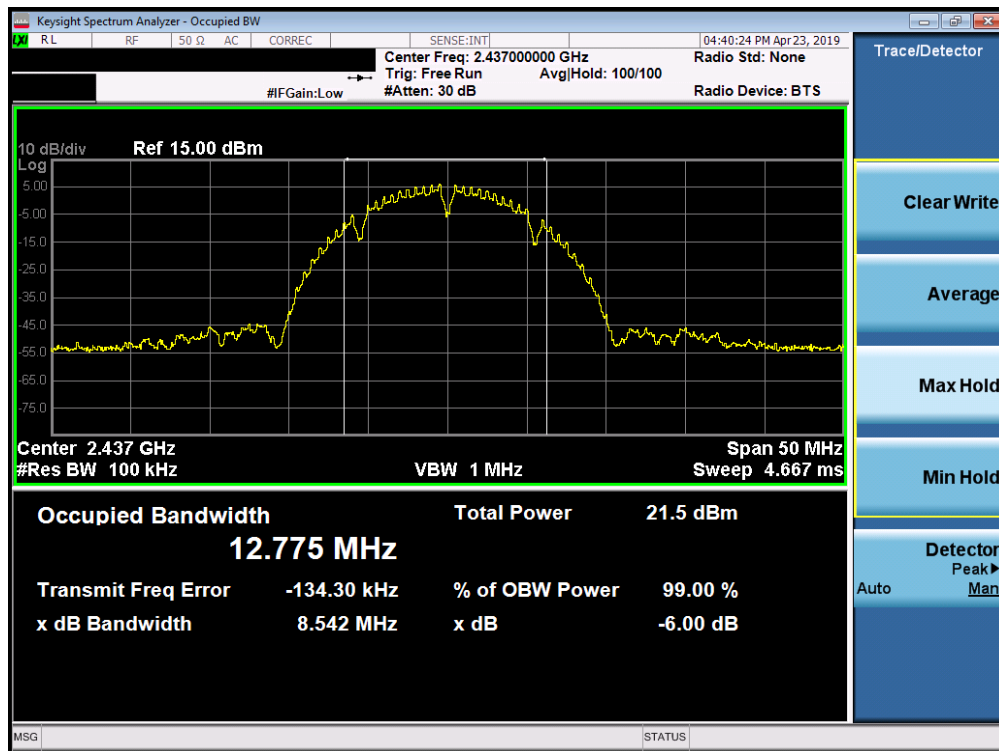 Keysight Spectrum Analyzer - Occupied BW
LXI RL RF 50 Ω AC CORREC SENSE:INT 04:40:24 PM Apr 23, 2019
Center Freq: 2.437000000 GHz Radio Std: None
Trig: Free Run Avg|Hold: 100/100
#IFGain:Low #Atten: 30 dB Radio Device: BTS
10 dB/div Ref 15.00 dBm
Log
5.00
-5.00
-15.0
-25.0
-35.0
-45.0
-55.0
-65.0
-75.0
Center 2.437 GHz Span 50 MHz
#Res BW 100 kHz VBW 1 MHz Sweep 4.667 ms
Occupied Bandwidth Total Power 21.5 dBm
12.775 MHz
Transmit Freq Error -134.30 kHz % of OBW Power 99.00 %
x dB Bandwidth 8.542 MHz x dB -6.00 dB
MSG STATUS
Trace/Detector
Clear Write
Average
Max Hold
Min Hold
Detector
Peak▶
Auto Man